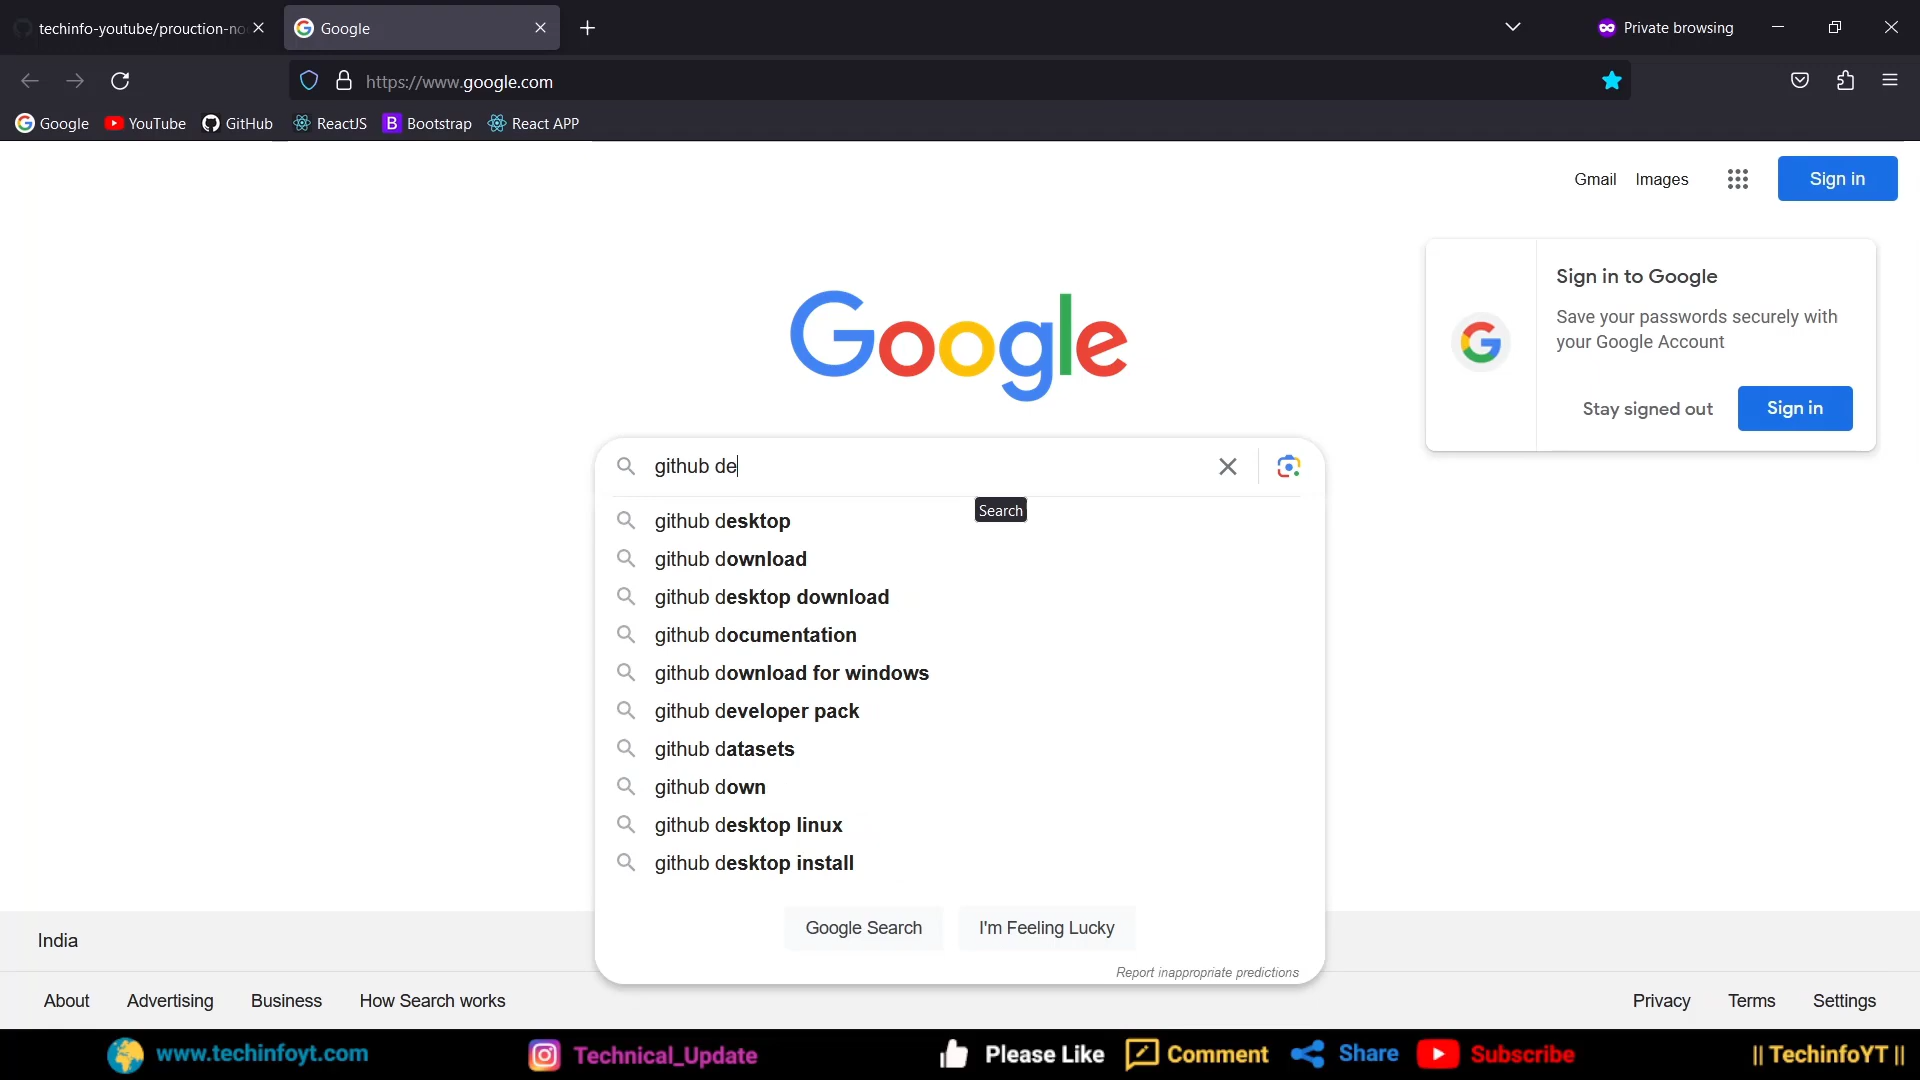 techinfo-youtube/prouction-no
Google
Private browsing
https://www.google.com
Google
YouTube
GitHub
ReactJS
Bootstrap
React APP
Gmail
Images
Sign in
Google
Sign in to Google
Save your passwords securely with
your Google Account
Stay signed out
Sign in
github de
Search
github desktop
github download
github desktop download
github documentation
github download for windows
github developer pack
github datasets
github down
github desktop linux
github desktop install
Google Search
I'm Feeling Lucky
Report inappropriate predictions
India
About
Advertising
Business
How Search works
Privacy
Terms
Settings
www.techinfoyt.com
Technical_Update
Please Like
Comment
Share
Subscribe
|| TechinfoYT ||